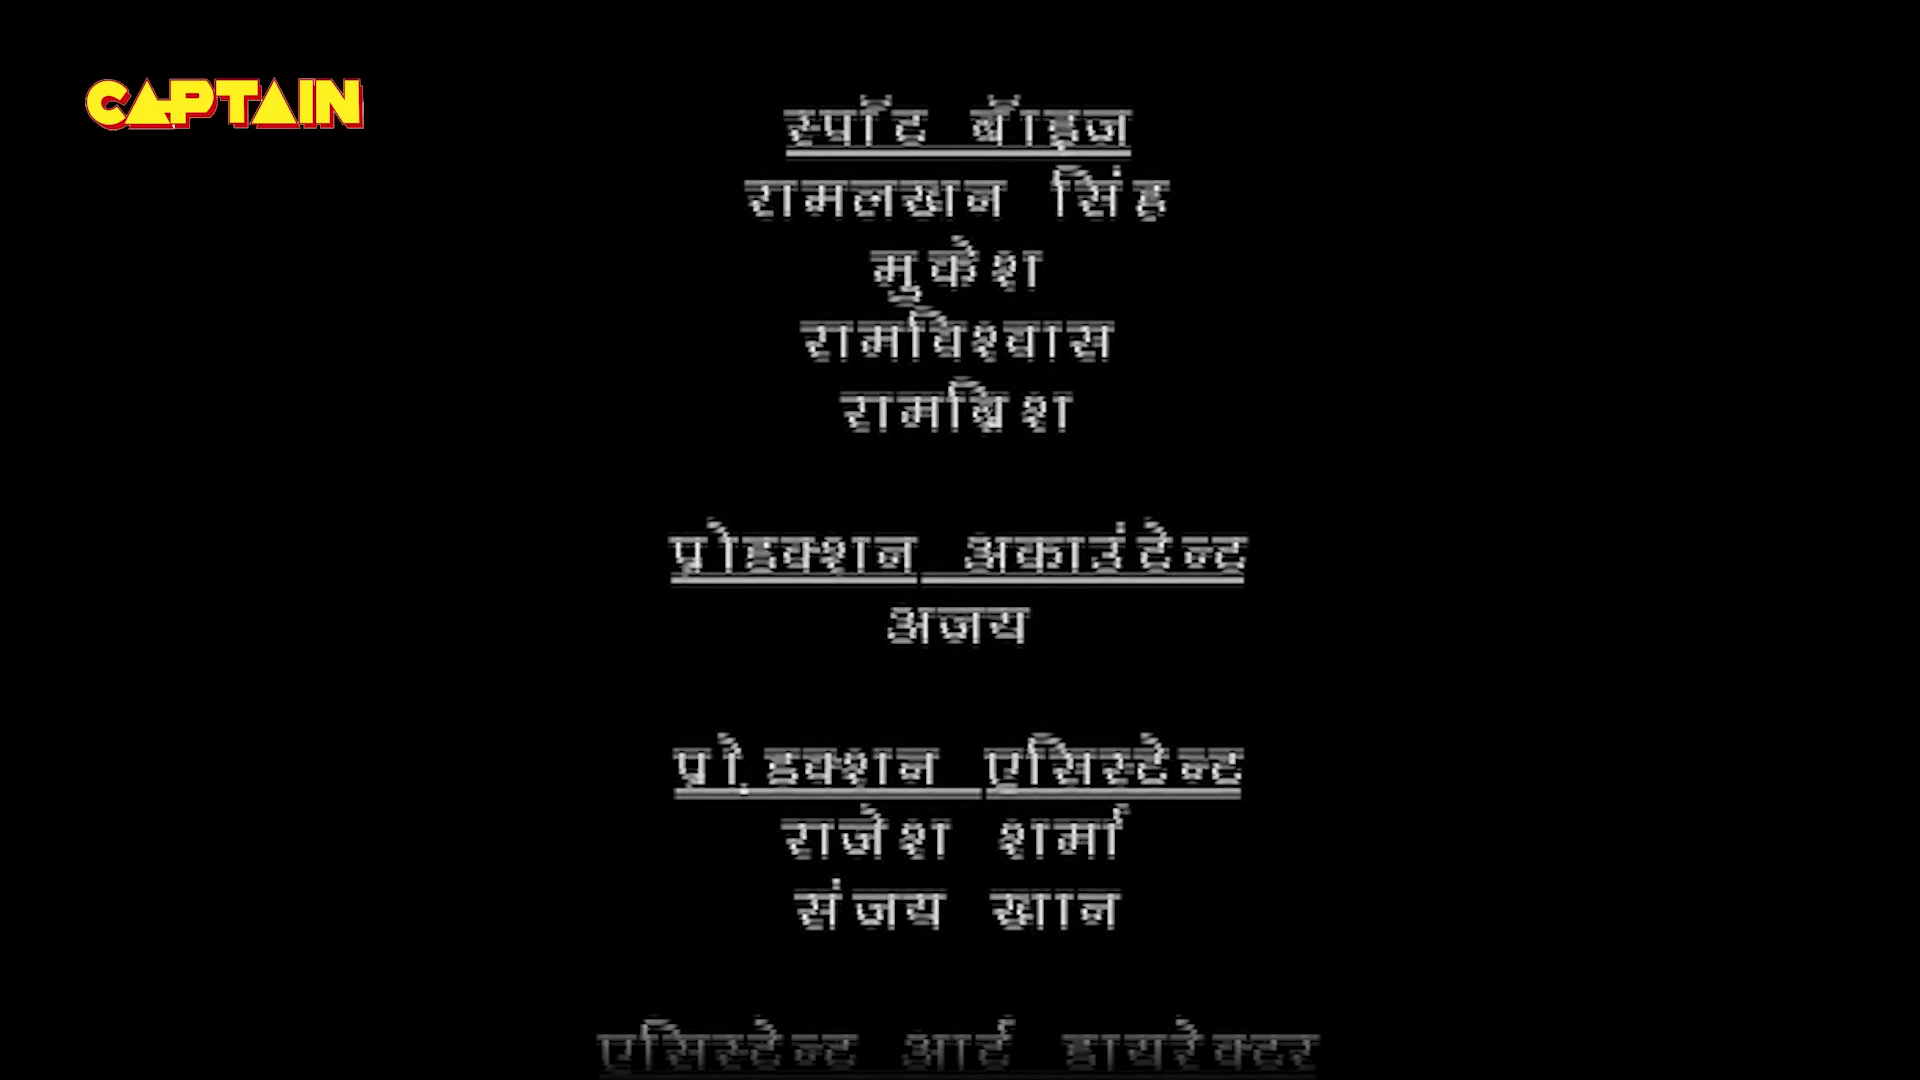 CAPTAIN
स्पॉट बॉइज
रामलखन सिंह
मुकेश
रामविश्वास
रामब्रिश
प्रोडक्शन अकाउंटेन्ट
अजय
प्रो़डक्शन एसिस्टेन्ट
राजेश शर्मा
संजय खान
एसिस्टेन्ट आर्ट डायरेक्टर